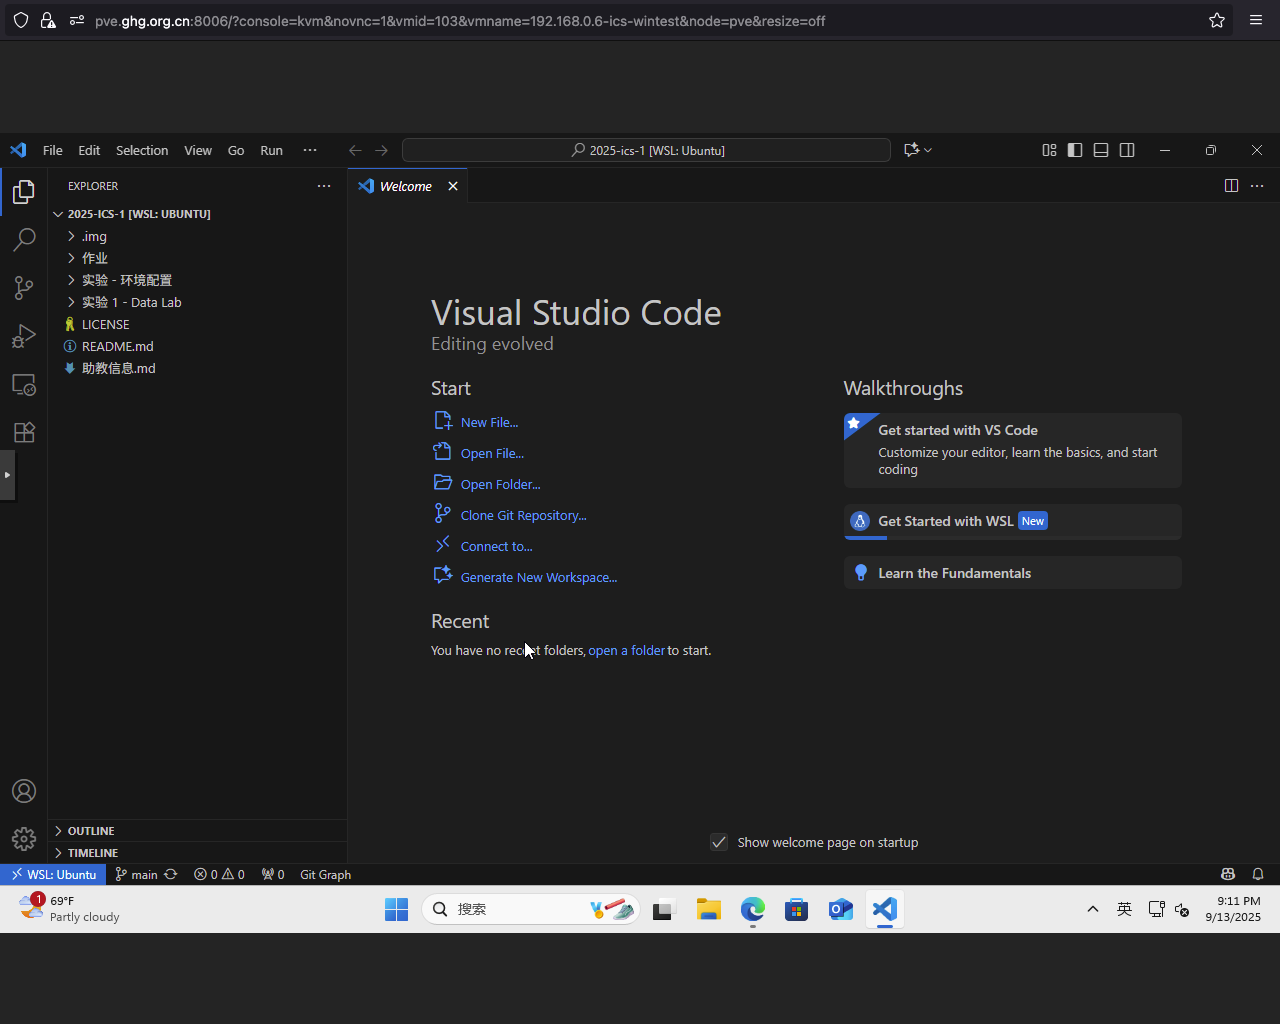 pve.ghg.org.cn:8006/?console=kvm&novnc=1&vmid=103&vmname=192.168.0.6-ics-wintest&node=pve&resize=off
File Edit Selection View Go Run ··· 2025-ics-1 [WSL: Ubuntu]
EXPLORER ···
Welcome
2025-ICS-1 [WSL: UBUNTU]
.img
作业
实验 - 环境配置
实验 1 - Data Lab
LICENSE
README.md
助教信息.md
Visual Studio Code
Editing evolved
Start
New File...
Open File...
Open Folder...
Clone Git Repository...
Connect to...
Generate New Workspace...
Recent
You have no recent folders, open a folder to start.
Walkthroughs
Get started with VS Code
Customize your editor, learn the basics, and start
coding
Get Started with WSL New
Learn the Fundamentals
Show welcome page on startup
OUTLINE
TIMELINE
WSL: Ubuntu main 0 0 0 Git Graph
1
69°F
Partly cloudy
搜索
英
9:11 PM
9/13/2025